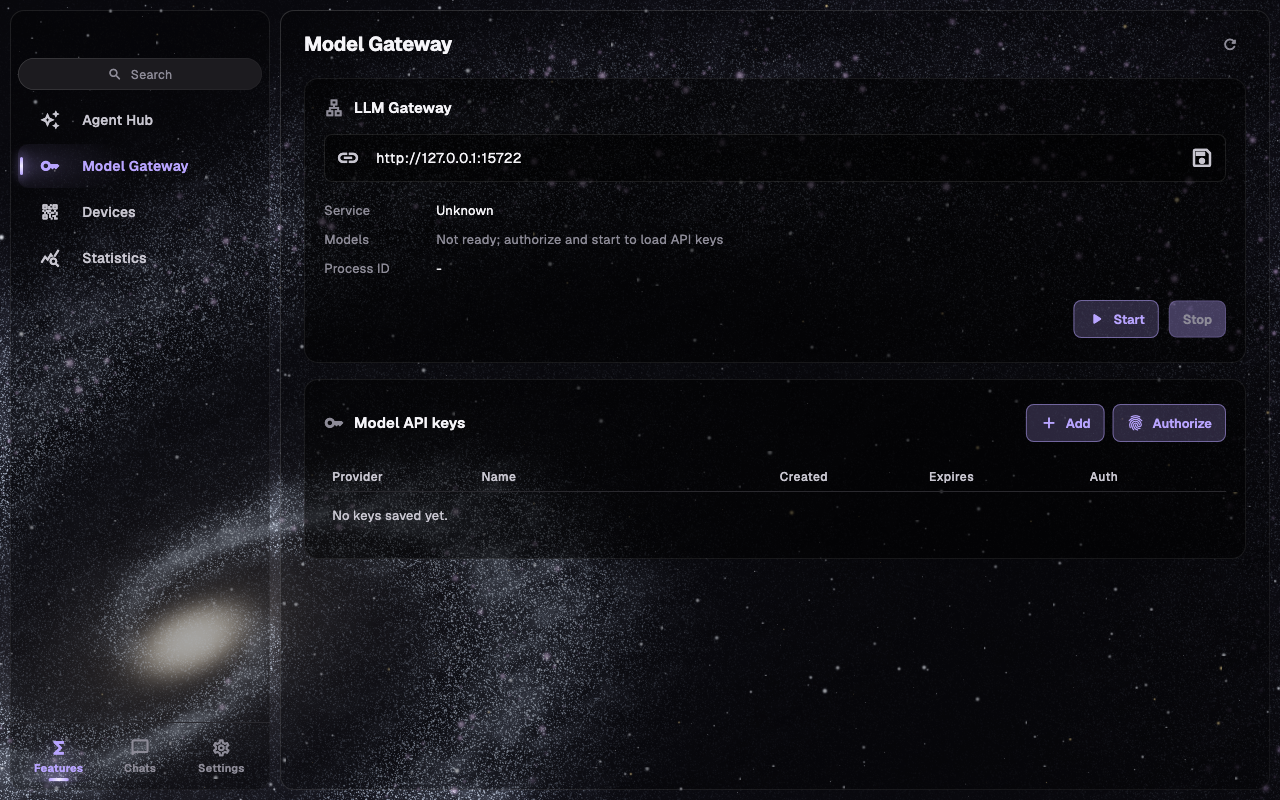 Model Gateway
Search
Agent Hub
Model Gateway
Devices
Statistics
LLM Gateway
http://127.0.0.1:15722
Service Unknown
Models Not ready; authorize and start to load API keys
Process ID -
Start Stop
Model API keys
Add Authorize
Provider Name Created Expires Auth
No keys saved yet.
Features Chats Settings